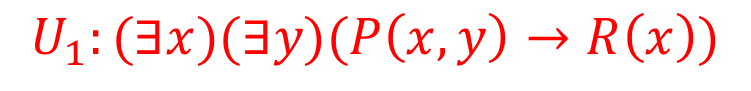 U₁: (∃x)(∃y)(P(x, y) → R(x))